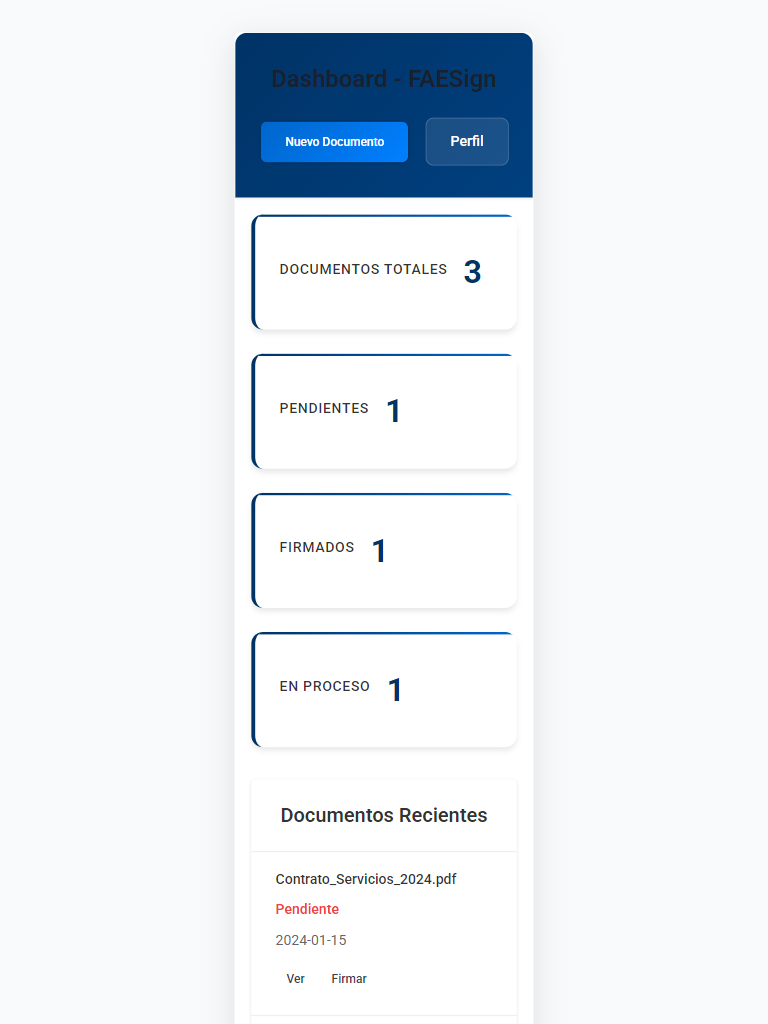 Dashboard - FAESign
Nuevo Documento
Perfil
DOCUMENTOS TOTALES 3
PENDIENTES 1
FIRMADOS 1
EN PROCESO 1
Documentos Recientes
Contrato_Servicios_2024.pdf
Pendiente
2024-01-15
Ver Firmar